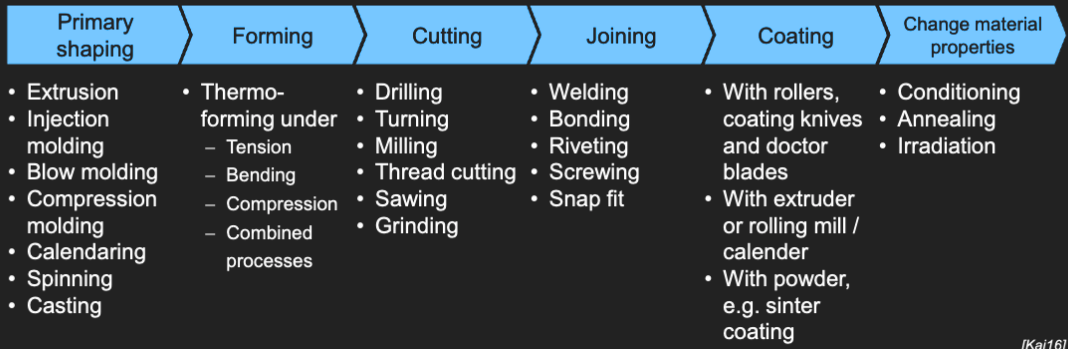 Primary
shaping
Forming
Cutting
Joining
Coating
Change material
properties
• Extrusion
• Injection
molding
• Blow molding
• Compression
molding
• Calendaring
• Spinning
• Casting
• Thermo-
forming under
– Tension
– Bending
– Compression
– Combined
processes
• Drilling
• Turning
• Milling
• Thread cutting
• Sawing
• Grinding
• Welding
• Bonding
• Riveting
• Screwing
• Snap fit
• With rollers,
coating knives
and doctor
blades
• With extruder
or rolling mill /
calender
• With powder,
e.g. sinter
coating
• Conditioning
• Annealing
• Irradiation
[Kai16]